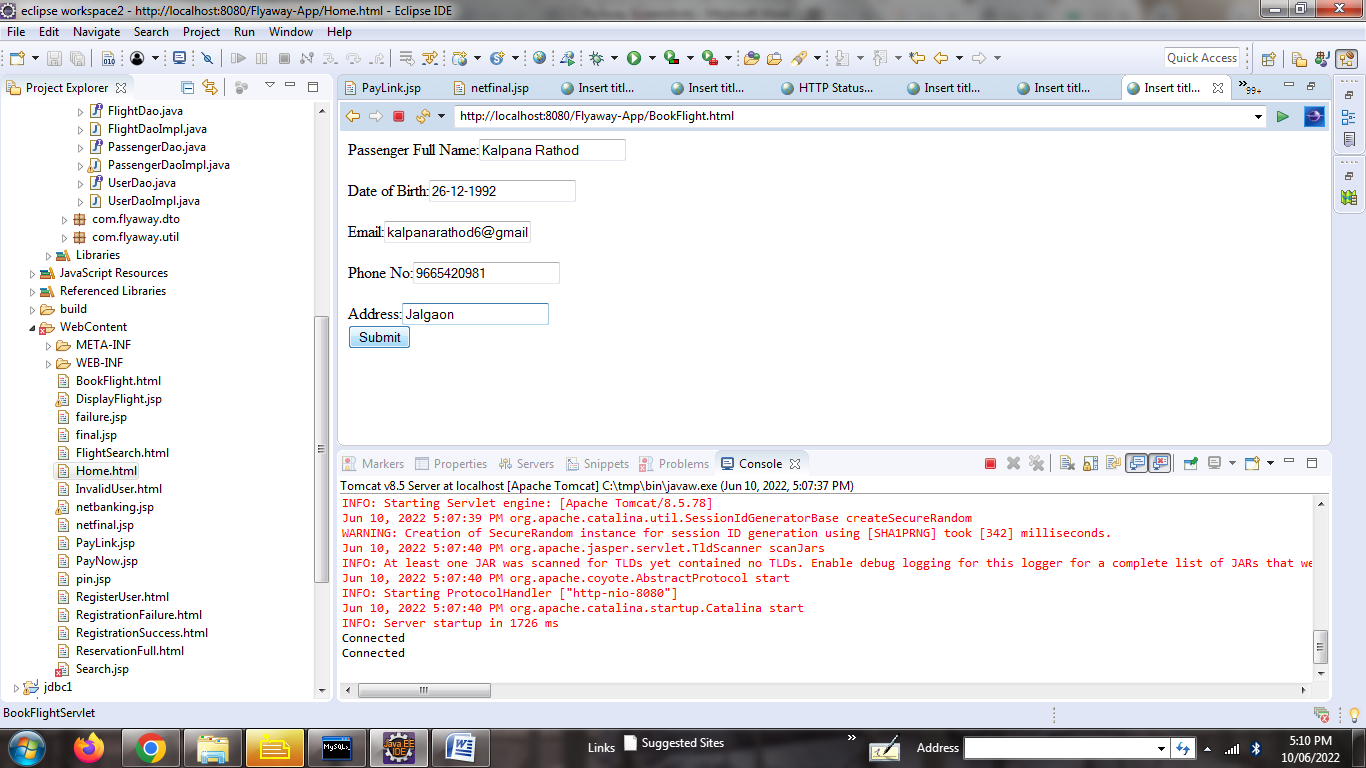 eclipse workspace2 - http://localhost:8080/Flyaway-App/Home.html - Eclipse IDE
File Edit Navigate Search Project Run Window Help
Quick Access
Project Explorer
FlightDao.java
FlightDaoImpl.java
PassengerDao.java
PassengerDaoImpl.java
UserDao.java
UserDaoImpl.java
com.flyaway.dto
com.flyaway.util
Libraries
JavaScript Resources
Referenced Libraries
build
WebContent
META-INF
WEB-INF
BookFlight.html
DisplayFlight.jsp
failure.jsp
final.jsp
FlightSearch.html
Home.html
InvalidUser.html
netbanking.jsp
netfinal.jsp
PayLink.jsp
PayNow.jsp
pin.jsp
RegisterUser.html
RegistrationFailure.html
RegistrationSuccess.html
ReservationFull.html
Search.jsp
jdbc1
PayLink.jsp netfinal.jsp Insert titl... Insert titl... HTTP Status... Insert titl... Insert titl... Insert titl... »99+
http://localhost:8080/Flyaway-App/BookFlight.html
Passenger Full Name: Kalpana Rathod
Date of Birth: 26-12-1992
Email: kalpanarathod6@gmail
Phone No: 9665420981
Address: Jalgaon
Submit
Markers Properties Servers Snippets Problems Console
Tomcat v8.5 Server at localhost [Apache Tomcat] C:\tmp\bin\javaw.exe (Jun 10, 2022, 5:07:37 PM)
INFO: Starting Servlet engine: [Apache Tomcat/8.5.78]
Jun 10, 2022 5:07:39 PM org.apache.catalina.util.SessionIdGeneratorBase createSecureRandom
WARNING: Creation of SecureRandom instance for session ID generation using [SHA1PRNG] took [342] milliseconds.
Jun 10, 2022 5:07:40 PM org.apache.jasper.servlet.TldScanner scanJars
INFO: At least one JAR was scanned for TLDs yet contained no TLDs. Enable debug logging for this logger for a complete list of JARs that we
Jun 10, 2022 5:07:40 PM org.apache.coyote.AbstractProtocol start
INFO: Starting ProtocolHandler ["http-nio-8080"]
Jun 10, 2022 5:07:40 PM org.apache.catalina.startup.Catalina start
INFO: Server startup in 1726 ms
Connected
Connected
BookFlightServlet
MySQL
Java EE
IDE
Links Suggested Sites » Address
5:10 PM
10/06/2022